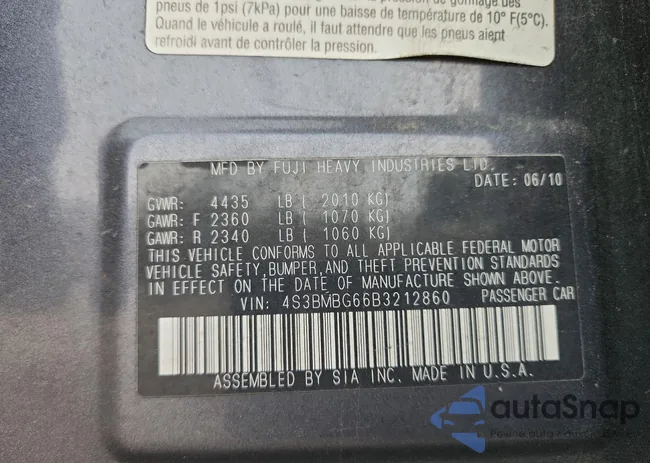 pneus de 1psi (7kPa) pour une baisse de température de 10° F(5°C).
Quand le véhicule a roulé, il faut attendre que les pneus aient
refroidi avant de contrôler la pression.
MFD BY FUJI HEAVY INDUSTRIES LTD.
DATE: 06/10
GVWR: 4435 LB ( 2010 KG)
GAWR: F 2360 LB ( 1070 KG)
GAWR: R 2340 LB ( 1060 KG)
THIS VEHICLE CONFORMS TO ALL APPLICABLE FEDERAL MOTOR
VEHICLE SAFETY, BUMPER, AND THEFT PREVENTION STANDARDS
IN EFFECT ON THE DATE OF MANUFACTURE SHOWN ABOVE.
VIN: 4S3BMBG66B3212860 PASSENGER CAR
ASSEMBLED BY SIA INC. MADE IN U.S.A.
autaSnap